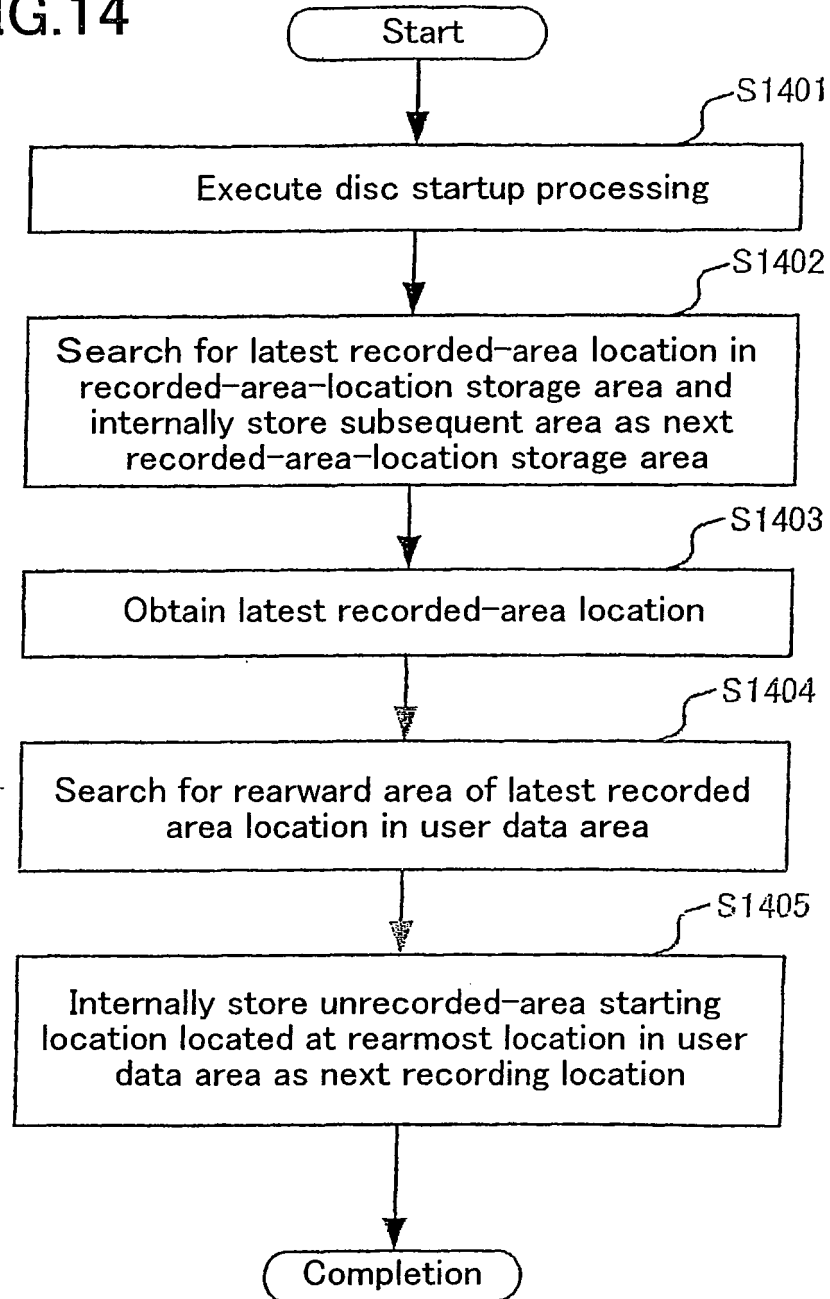 IG.14
Start
S1401
Execute disc startup processing
S1402
Search for latest recorded-area location in
recorded-area-location storage area and
internally store subsequent area as next
recorded-area-location storage area
S1403
Obtain latest recorded-area location
S1404
Search for rearward area of latest recorded
area location in user data area
S1405
Internally store unrecorded-area starting
location located at rearmost location in user
data area as next recording location
Completion